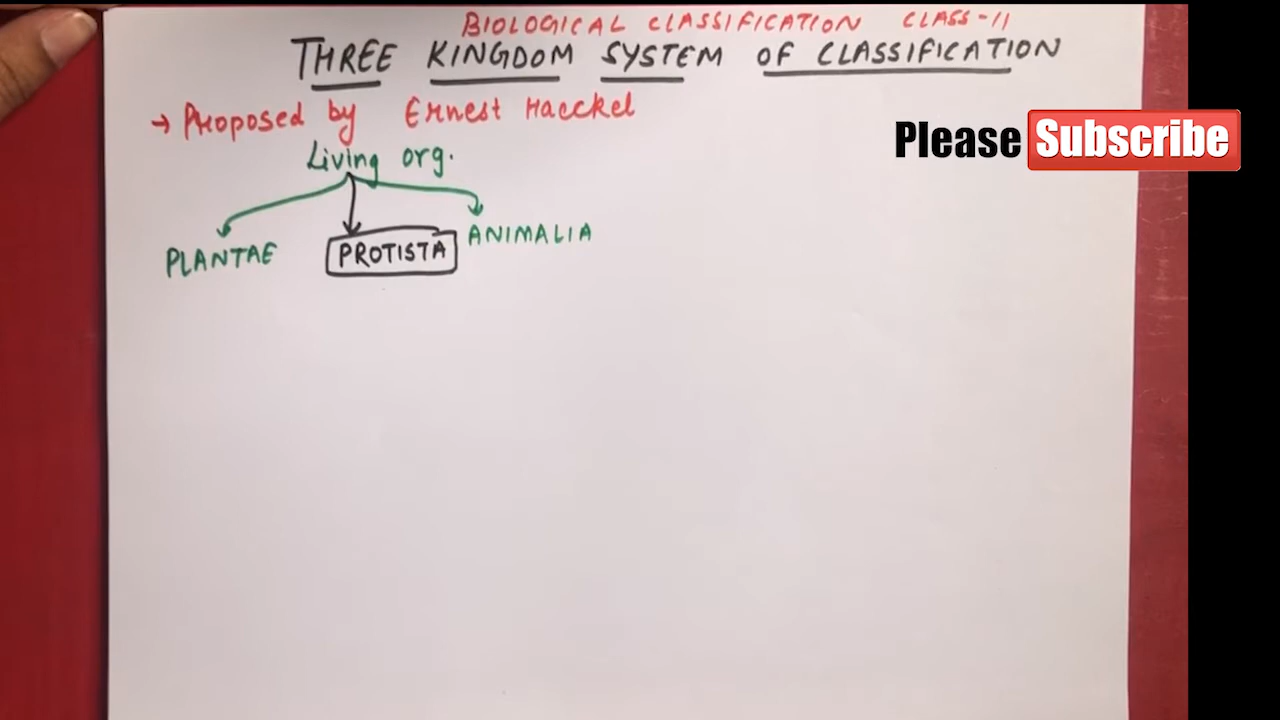 BIOLOGICAL CLASSIFICATION CLASS-11
THREE KINGDOM SYSTEM OF CLASSIFICATION
→ Proposed by Ernest Haeckel
Please Subscribe
Living org.
PLANTAE PROTISTA ANIMALIA